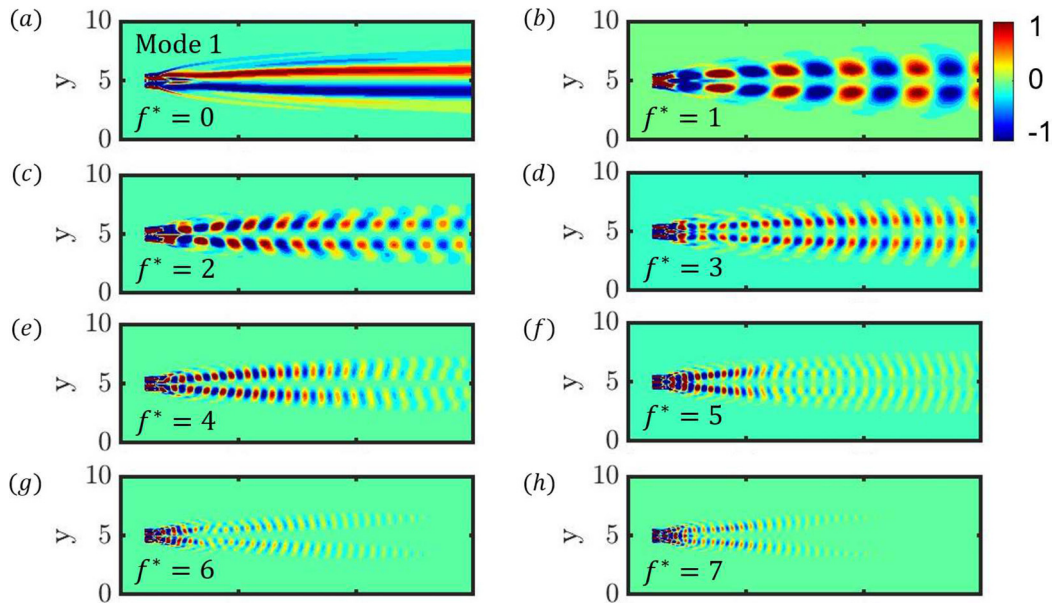 (a)
10
y
5
0
Mode 1
f* = 0
(b)
10
y
5
0
f* = 1
1
0
-1
(c)
10
y
5
0
f* = 2
(d)
10
y
5
0
f* = 3
(e)
10
y
5
0
f* = 4
(f)
10
y
5
0
f* = 5
(g)
10
y
5
0
f* = 6
(h)
10
y
5
0
f* = 7